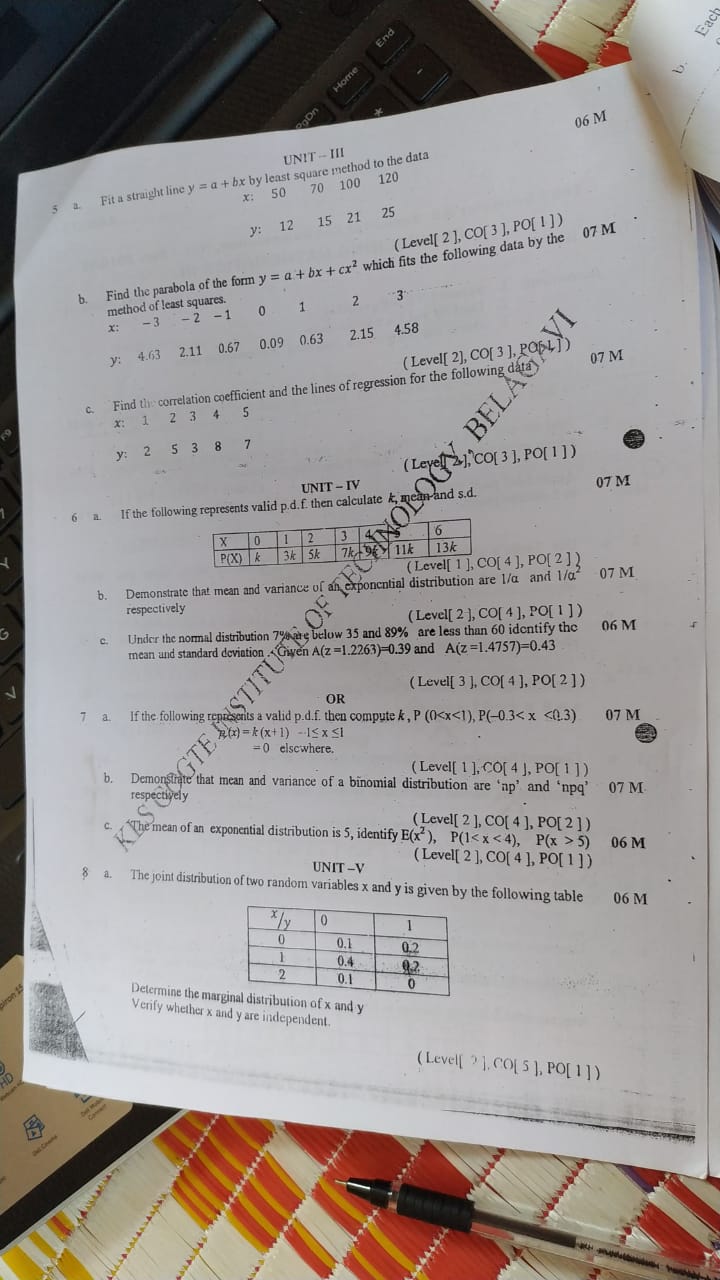 End
Home
PgDn
*
-
F9
G
V
b.
Each
UNIT – III
06 M
5 a. Fit a straight line y = a + bx by least square method to the data
x: 50 70 100 120
y: 12 15 21 25
( Level[ 2 ], CO[ 3 ], PO[ 1 ] )
b. Find the parabola of the form y = a + bx + cx² which fits the following data by the 07 M
method of least squares.
x: −3 −2 −1 0 1 2 3
y: 4.63 2.11 0.67 0.09 0.63 2.15 4.58
( Level[ 2], CO[ 3 ], PO[ 1 ] )
c. Find the correlation coefficient and the lines of regression for the following data 07 M
x: 1 2 3 4 5
y: 2 5 3 8 7
( Level[ 2 ], CO[ 3 ], PO[ 1 ] )
UNIT – IV
6 a. If the following represents valid p.d.f. then calculate k, mean and s.d. 07 M
X 0 1 2 3 4 5 6
P(X) k 3k 5k 7k 9k 11k 13k
( Level[ 1 ], CO[ 4 ], PO[ 2 ] )
b. Demonstrate that mean and variance of an exponential distribution are 1/α and 1/α² 07 M
respectively
( Level[ 2 ], CO[ 4 ], PO[ 1 ] )
c. Under the normal distribution 7% are below 35 and 89% are less than 60 identify the 06 M
mean and standard deviation . Given A(z =1.2263)=0.39 and A(z =1.4757)=0.43
( Level[ 3 ], CO[ 4 ], PO[ 2 ] )
OR
7 a. If the following represents a valid p.d.f. then compute k , P (0<x<1), P(-0.3< x <0.3) 07 M
p(x) = k (x+1) -1≤ x ≤1
=0 elsewhere.
( Level[ 1 ], CO[ 4 ], PO[ 1 ] )
b. Demonstrate that mean and variance of a binomial distribution are ‘np’ and ‘npq’ 07 M
respectively
( Level[ 2 ], CO[ 4 ], PO[ 2 ] )
c. The mean of an exponential distribution is 5, identify E(x²), P(1< x < 4), P(x > 5) 06 M
( Level[ 2 ], CO[ 4 ], PO[ 1 ] )
UNIT –V
8 a. The joint distribution of two random variables x and y is given by the following table 06 M
x/y 0 1
0 0.1 0.2
1 0.4 0.2
2 0.1 0
Determine the marginal distribution of x and y
Verify whether x and y are independent.
( Level[ 2 ], CO[ 5 ], PO[ 1 ] )
KLS GOGTE INSTITUTE OF TECHNOLOGY, BELAGAVI
HD